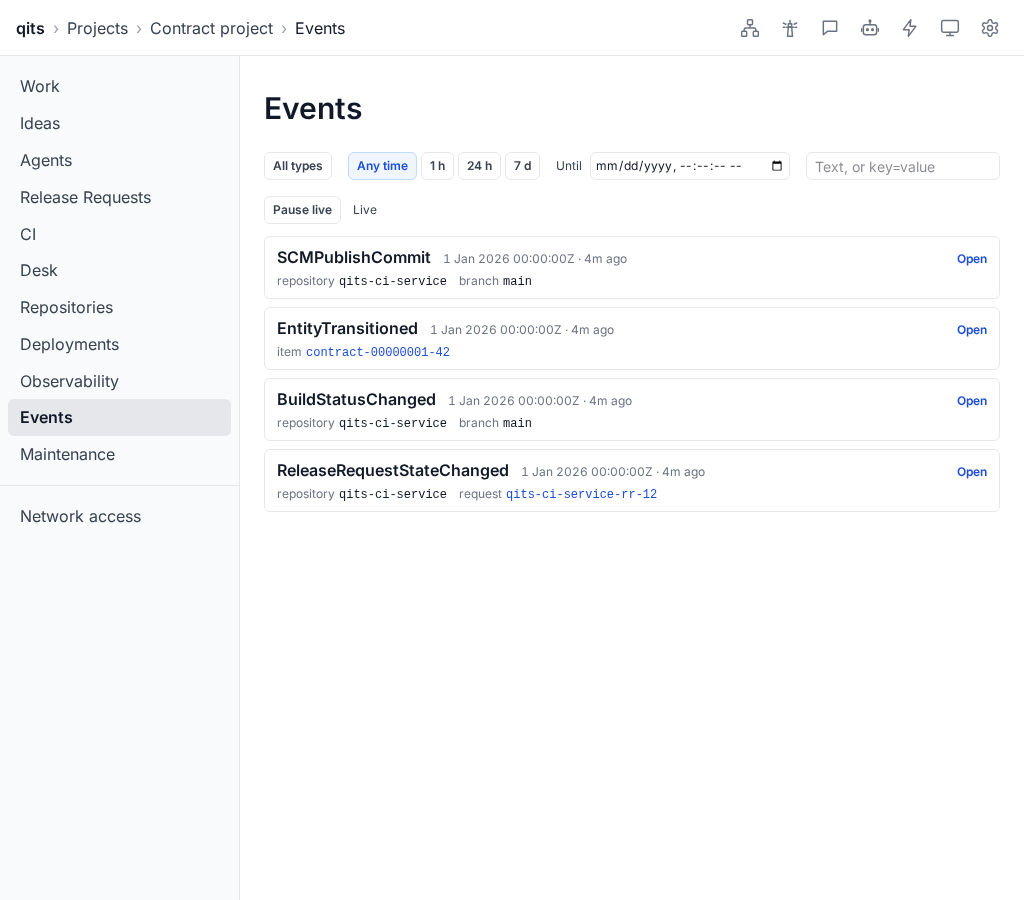 qits › Projects › Contract project › Events
Work
Ideas
Agents
Release Requests
CI
Desk
Repositories
Deployments
Observability
Events
Maintenance
Network access
Events
All types Any time 1 h 24 h 7 d Until mm/dd/yyyy, --:--:-- -- Text, or key=value
Pause live Live
SCMPublishCommit 1 Jan 2026 00:00:00Z · 4m ago Open
repository qits-ci-service branch main
EntityTransitioned 1 Jan 2026 00:00:00Z · 4m ago Open
item contract-00000001-42
BuildStatusChanged 1 Jan 2026 00:00:00Z · 4m ago Open
repository qits-ci-service branch main
ReleaseRequestStateChanged 1 Jan 2026 00:00:00Z · 4m ago Open
repository qits-ci-service request qits-ci-service-rr-12